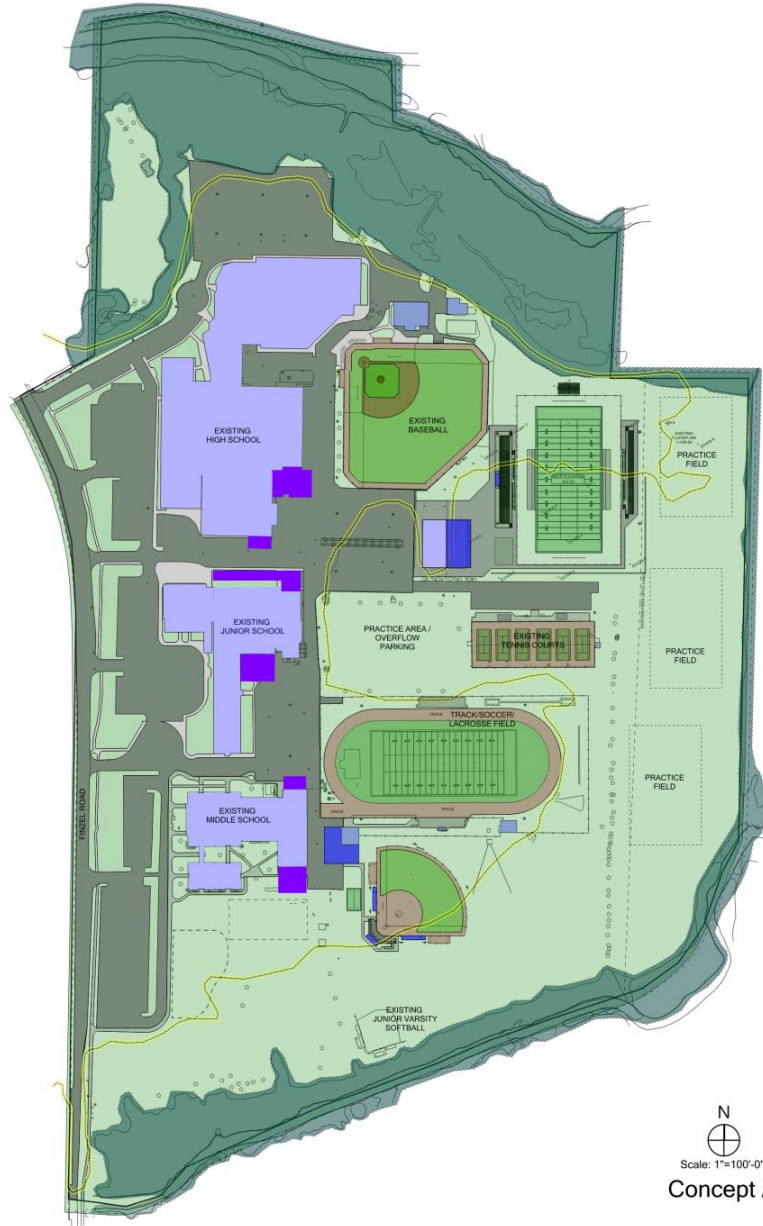 EXISTING
HIGH SCHOOL
EXISTING
BASEBALL
PRACTICE
FIELD
EXISTING
JUNIOR SCHOOL
PRACTICE AREA /
OVERFLOW
PARKING
EXISTING
TENNIS COURTS
PRACTICE
FIELD
TRACK
TRACK/SOCCER/
LACROSSE FIELD
PRACTICE
FIELD
EXISTING
MIDDLE SCHOOL
TRACK
TRACK
FINZEL ROAD
EXISTING
JUNIOR VARSITY
SOFTBALL
N
Scale: 1"=100'-0"
Concept